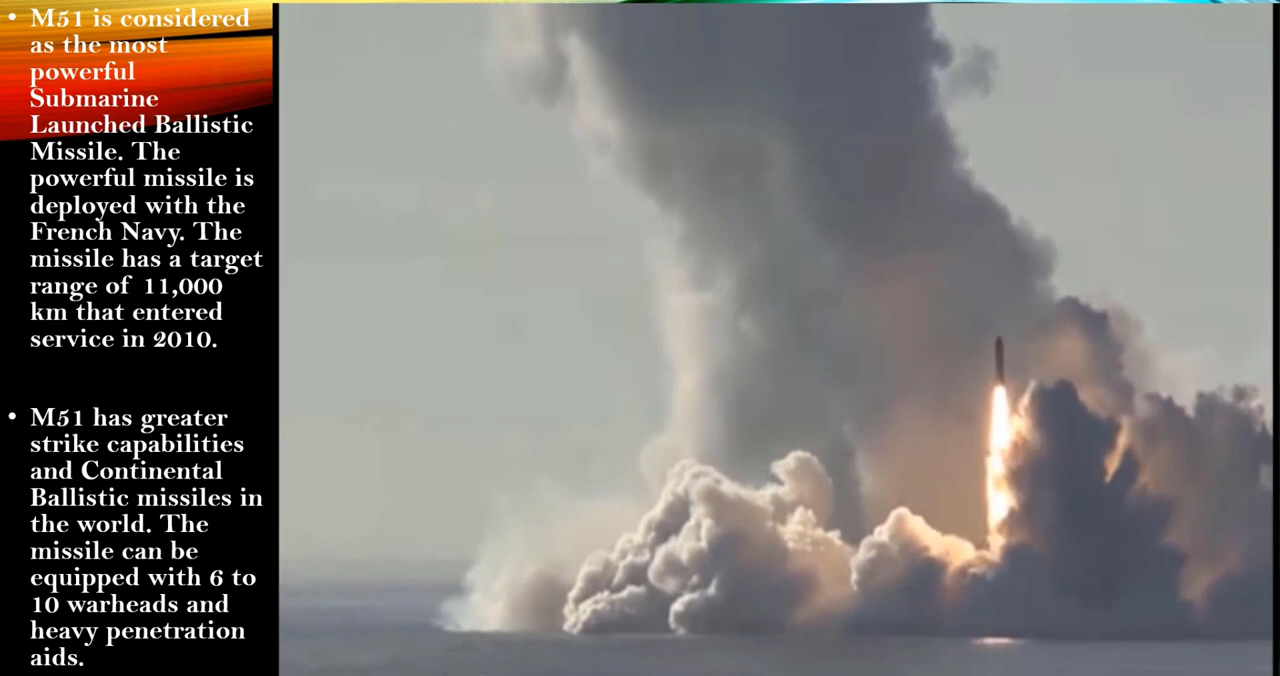 • M51 is considered
as the most
powerful
Submarine
Launched Ballistic
Missile. The
powerful missile is
deployed with the
French Navy. The
missile has a target
range of 11,000
km that entered
service in 2010.
• M51 has greater
strike capabilities
and Continental
Ballistic missiles in
the world. The
missile can be
equipped with 6 to
10 warheads and
heavy penetration
aids.